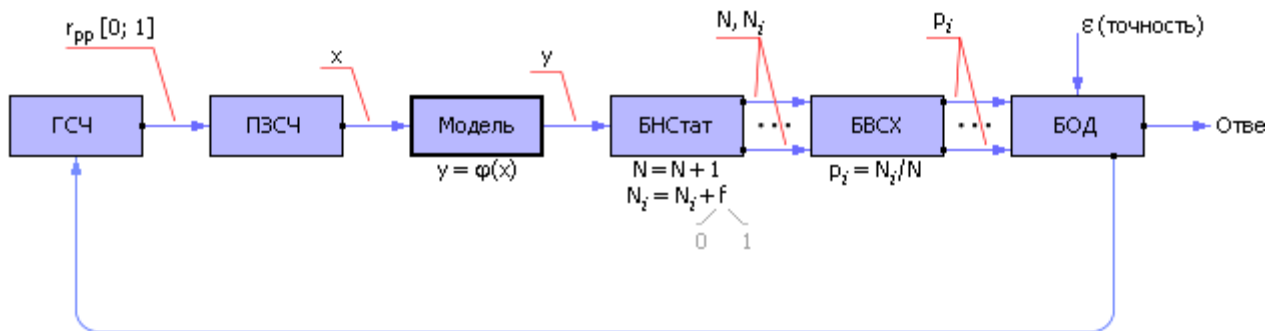 r_рр [0; 1]
x
y
N, N_i
p_i
ε (точность)
ГСЧ
ПЗСЧ
Модель
БНСтат
...
БВСХ
...
БОД
Отве
y = φ(x)
N = N + 1
p_i = N_i/N
N_i = N_i + f
0 1